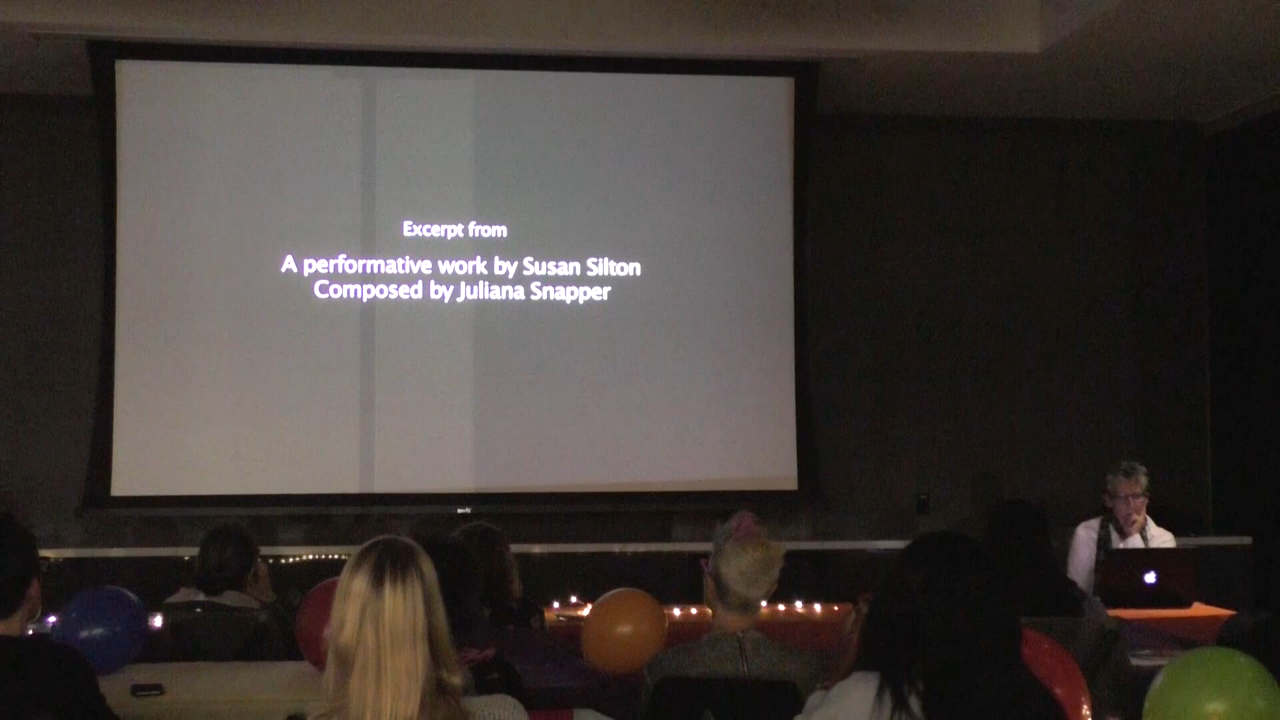 Excerpt from
A performative work by Susan Silton
Composed by Juliana Snapper